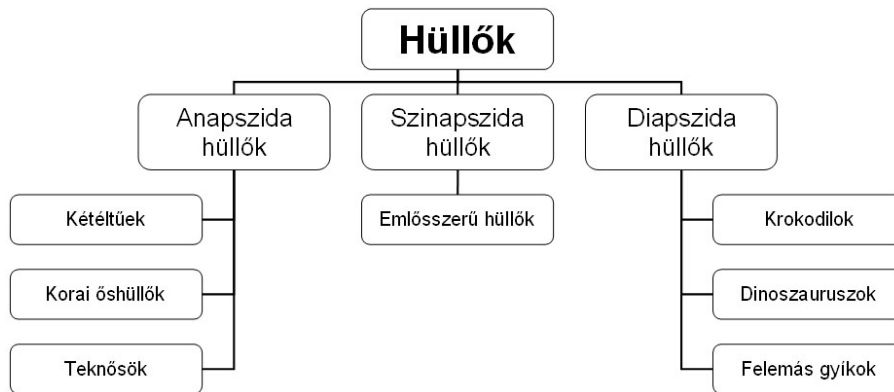 Hüllők
Anapszida
hüllők
Szinapszida
hüllők
Diapszida
hüllők
Kétéltűek
Emlősszerű hüllők
Krokodilok
Korai őshüllők
Dinoszauruszok
Teknősök
Felemás gyíkok